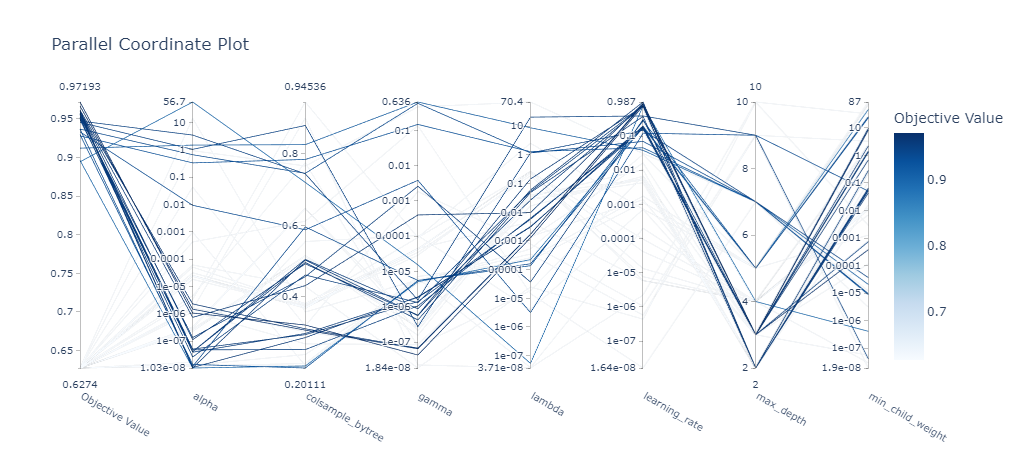 Parallel Coordinate Plot
0.97193
0.95
0.9
0.85
0.8
0.75
0.7
0.65
0.6274
Objective Value
56.7
10
1
0.1
0.01
0.001
0.0001
1e-05
1e-06
1e-07
1.03e-08
alpha
0.94536
0.8
0.6
0.4
0.20111
colsample_bytree
0.636
0.1
0.01
0.001
0.0001
1e-05
1e-06
1e-07
1.84e-08
gamma
70.4
10
1
0.1
0.01
0.001
0.0001
1e-05
1e-06
1e-07
3.71e-08
lambda
0.987
0.1
0.01
0.001
0.0001
1e-05
1e-06
1e-07
1.64e-08
learning_rate
10
10
8
6
4
2
2
max_depth
87
10
1
0.1
0.01
0.001
0.0001
1e-05
1e-06
1e-07
1.9e-08
min_child_weight
Objective Value
0.9
0.8
0.7